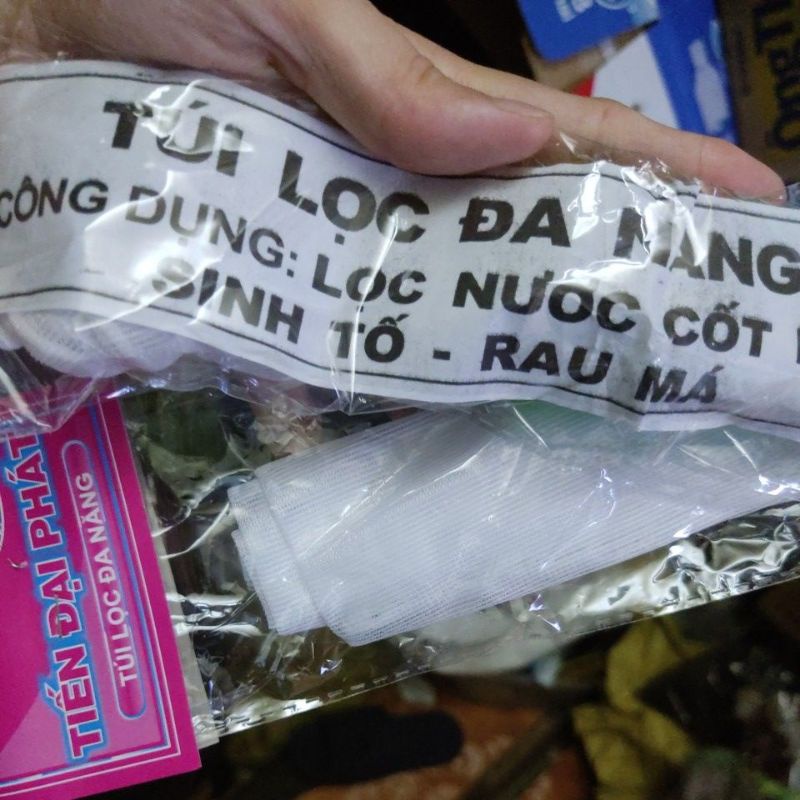 TÚI LỌC ĐA NĂNG
CÔNG DỤNG: LỌC NƯỚC CỐT
SINH TỐ - RAU MÁ
TIẾN ĐẠI PHÁT
TÚI LỌC ĐA NĂNG